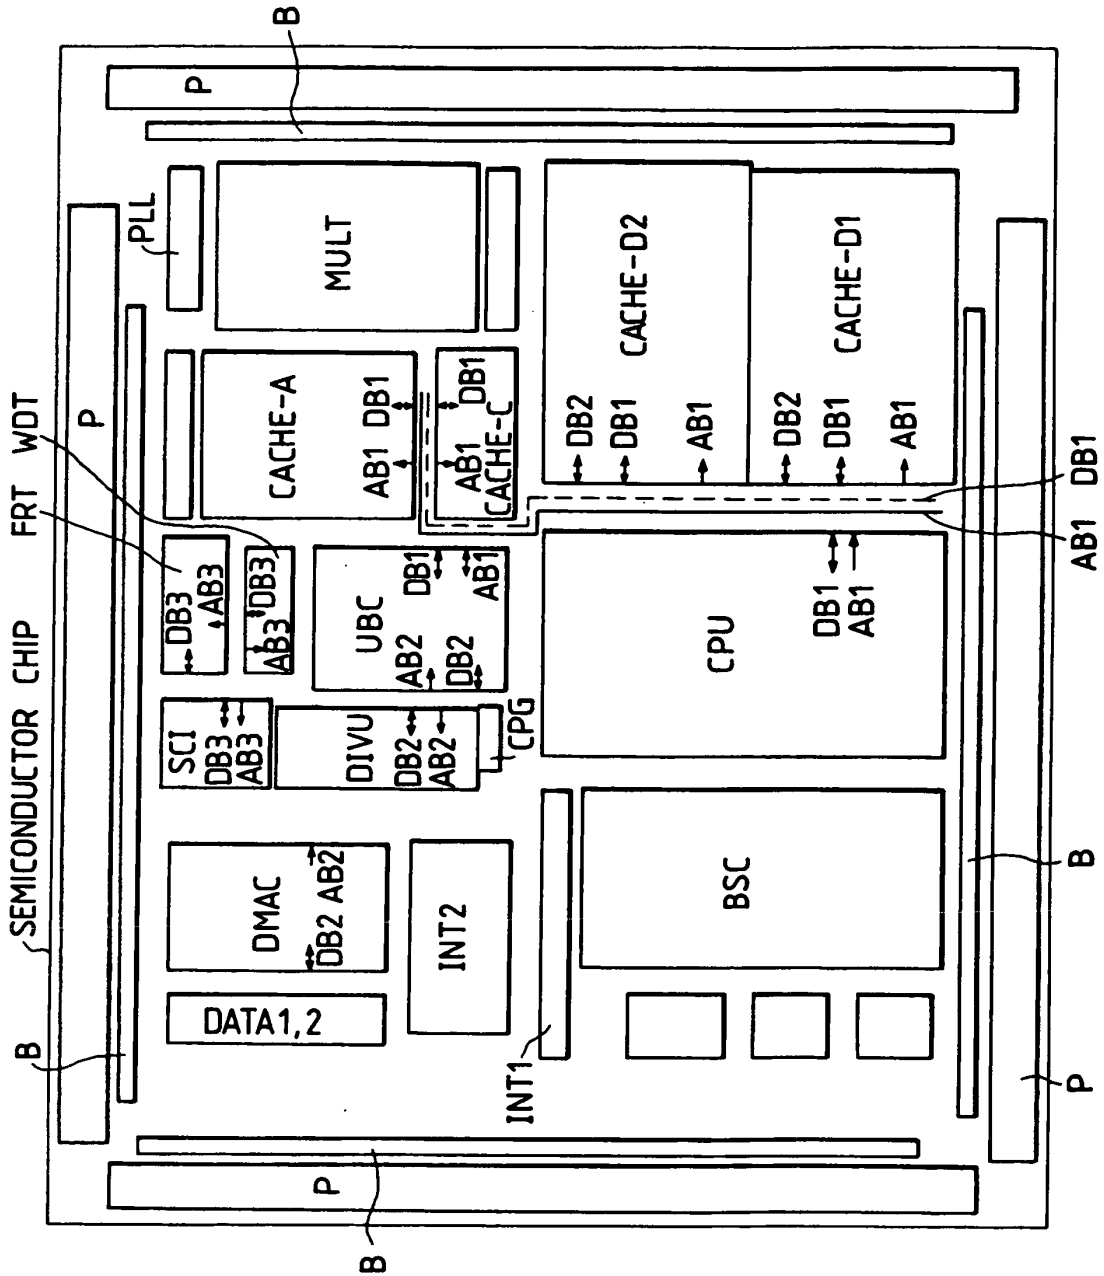 SEMICONDUCTOR CHIP
FRT
WDT
B
P
B
P
PLL
MULT
CACHE-A
AB1
DB1
AB1
DB1
CACHE-C
CACHE-D2
DB2
DB1
AB1
CACHE-D1
DB2
DB1
AB1
DB3
AB3
AB3
DB3
UBC
DB1
AB1
AB2
DB2
SCI
DB3
AB3
DIVU
DB2
AB2
CPG
CPU
DB1
AB1
DB1
AB1
DMAC
DB2
AB2
DATA1,2
INT2
INT1
BSC
B
P
P
B